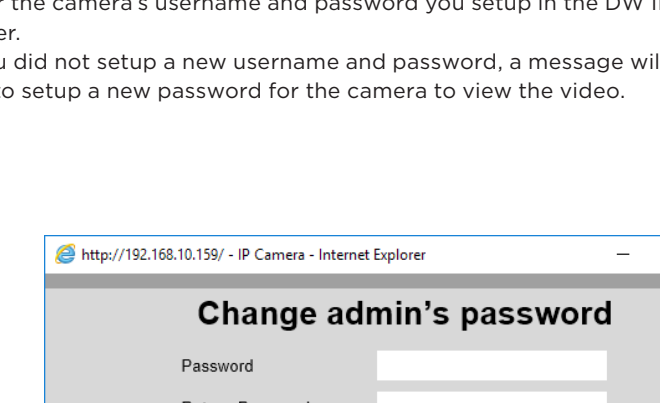 the camera's username and password you setup in the DW
did not setup a new username and password, a message
to setup a new password for the camera to view the video.
http://192.168.10.159/ - IP Camera - Internet Explorer
Change admin's password
Password